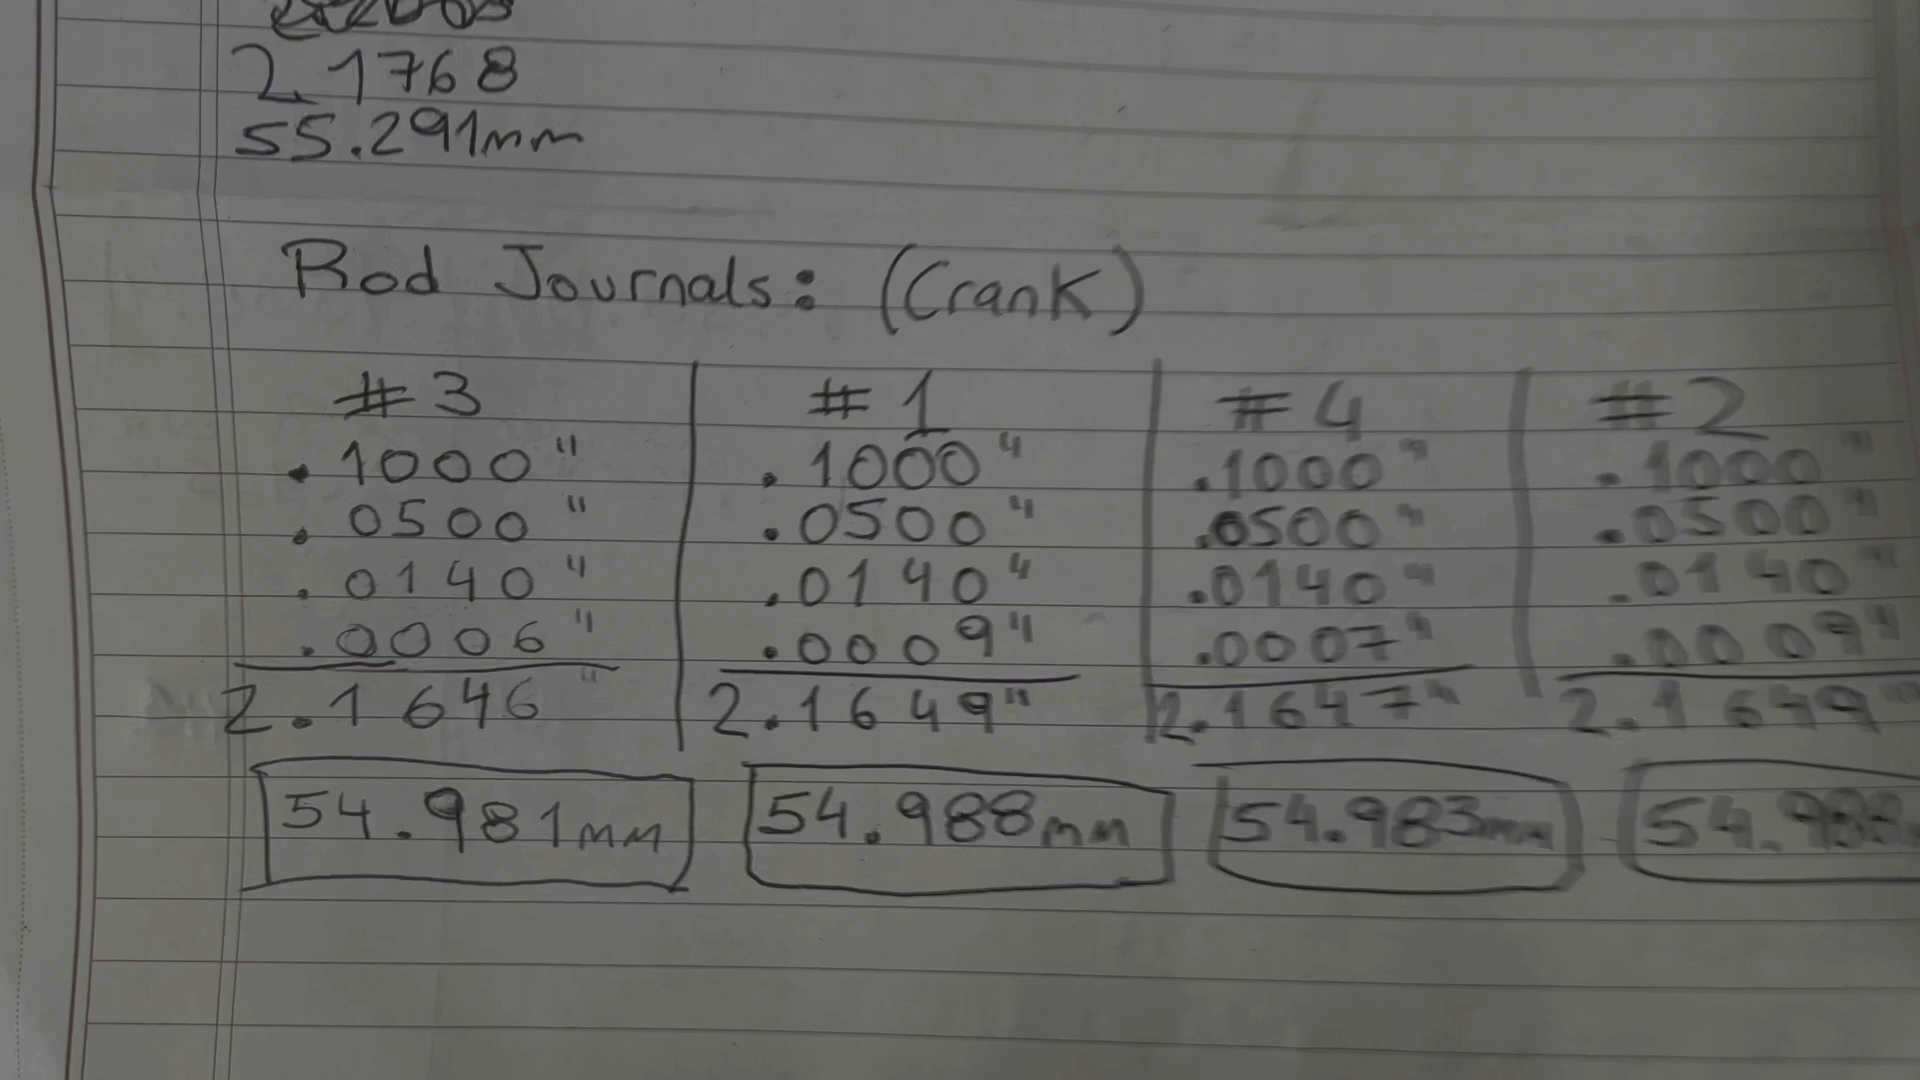 2.1768
55.291mm
Rod Journals: (Crank)
#3 #1 #4 #2
.1000" .1000" .1000" .1000"
.0500" .0500" .0500" .0500"
.0140" .0140" .0140" .0140"
.0006" .0009" .0007" .0009"
2.1646" 2.1649" 2.1647" 2.1649"
54.981mm 54.988mm 54.983mm 54.988